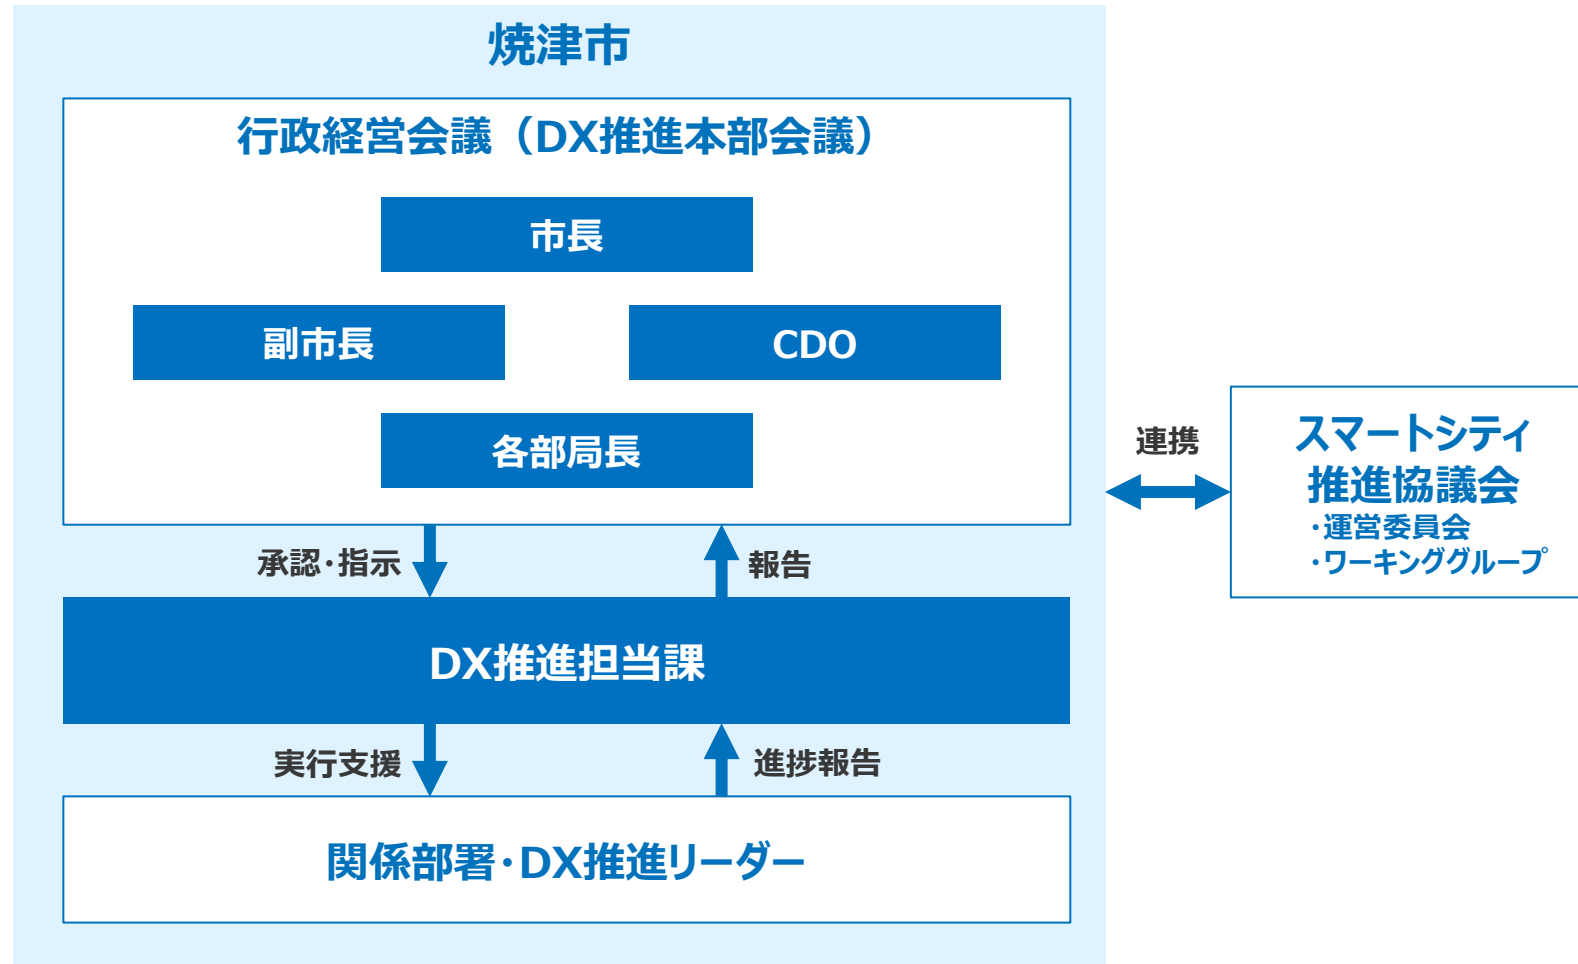 焼津市
行政経営会議（DX推進本部会議）
市長
副市長
CDO
各部局長
承認・指示
報告
DX推進担当課
実行支援
進捗報告
関係部署・DX推進リーダー
連携
スマートシティ
推進協議会
・運営委員会
・ワーキンググループ